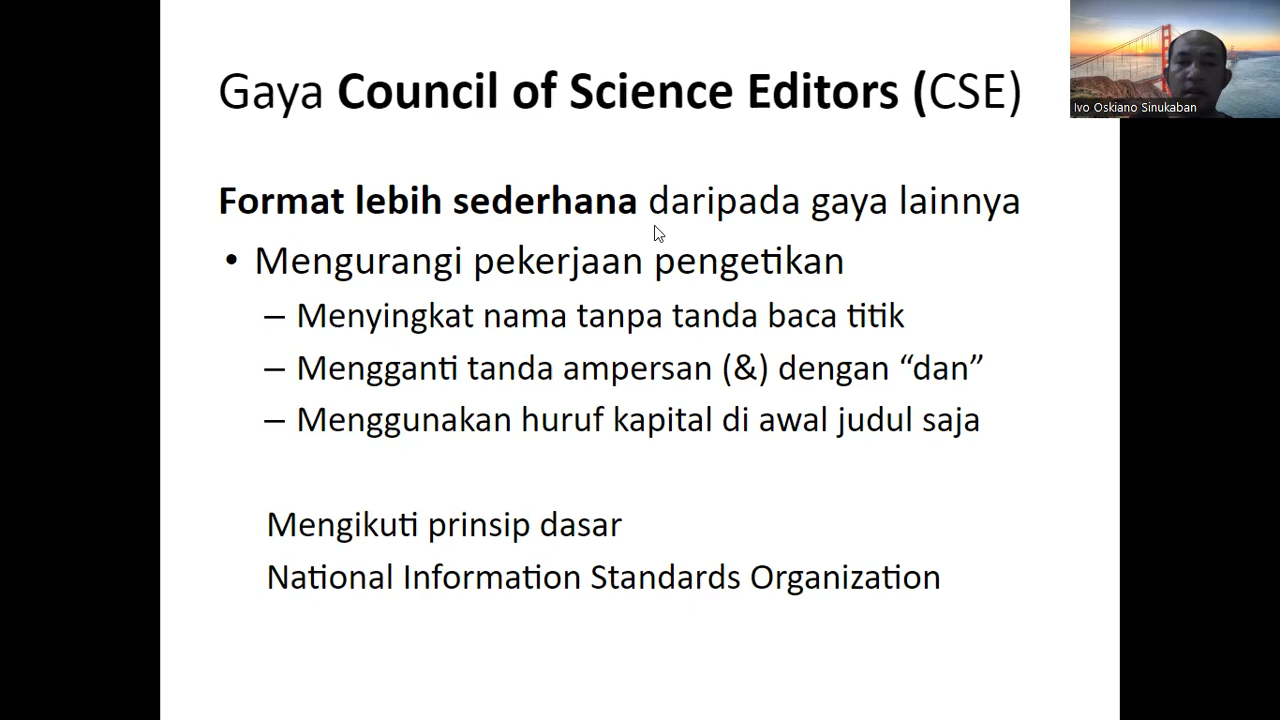 Gaya Council of Science Editors (CSE)
Ivo Oskiano Sinukaban
Format lebih sederhana daripada gaya lainnya
• Mengurangi pekerjaan pengetikan
– Menyingkat nama tanpa tanda baca titik
– Mengganti tanda ampersan (&) dengan “dan”
– Menggunakan huruf kapital di awal judul saja
Mengikuti prinsip dasar
National Information Standards Organization